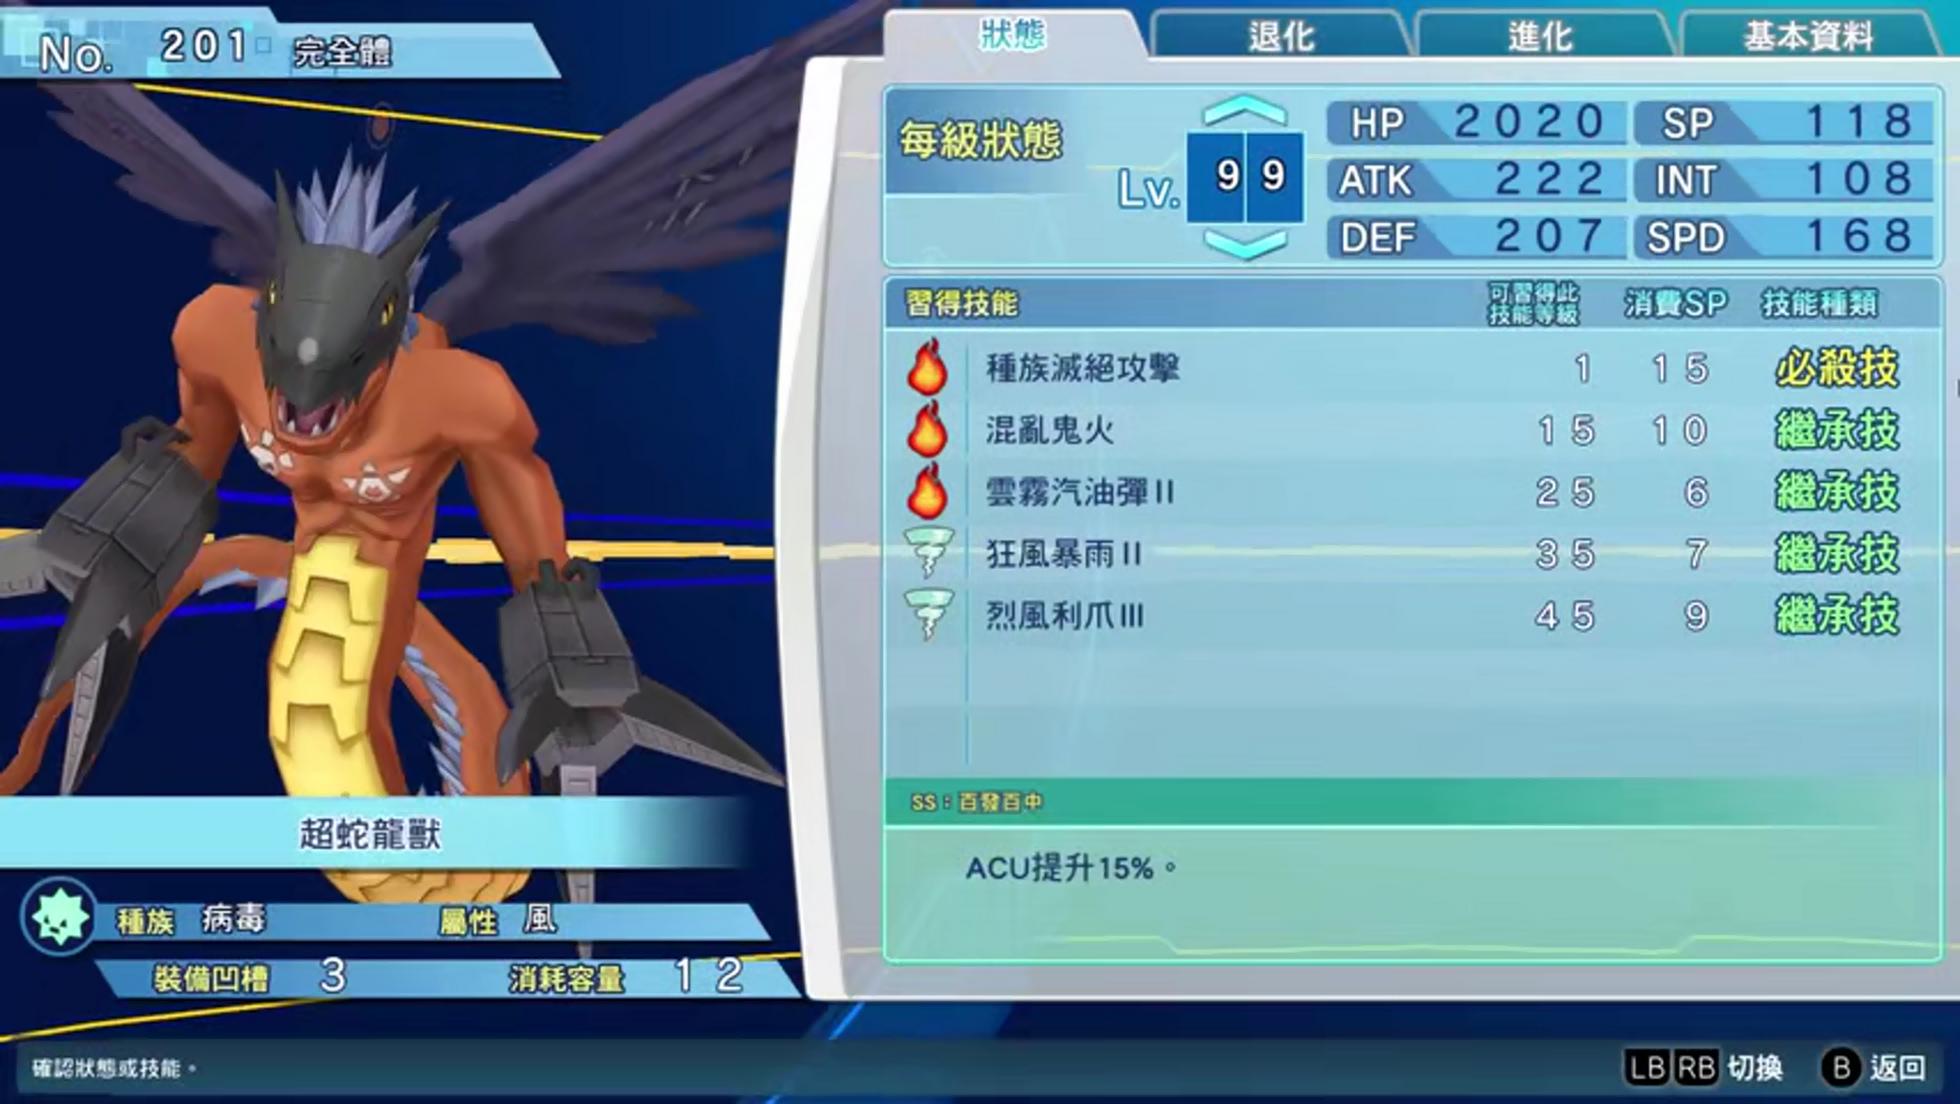 No. 201 完全體
狀態 退化 進化 基本資料
每級狀態
Lv. 99
HP 2020 SP 118
ATK 222 INT 108
DEF 207 SPD 168
習得技能 可習得此技能等級 消費SP 技能種類
種族滅絕攻擊 1 15 必殺技
混亂鬼火 15 10 繼承技
雲霧汽油彈II 25 6 繼承技
狂風暴雨II 35 7 繼承技
烈風利爪III 45 9 繼承技
SS：百發百中
ACU提升15%。
超蛇龍獸
種族 病毒 屬性 風
裝備凹槽 3 消耗容量 12
確認狀態或技能。
LB RB 切換 B 返回